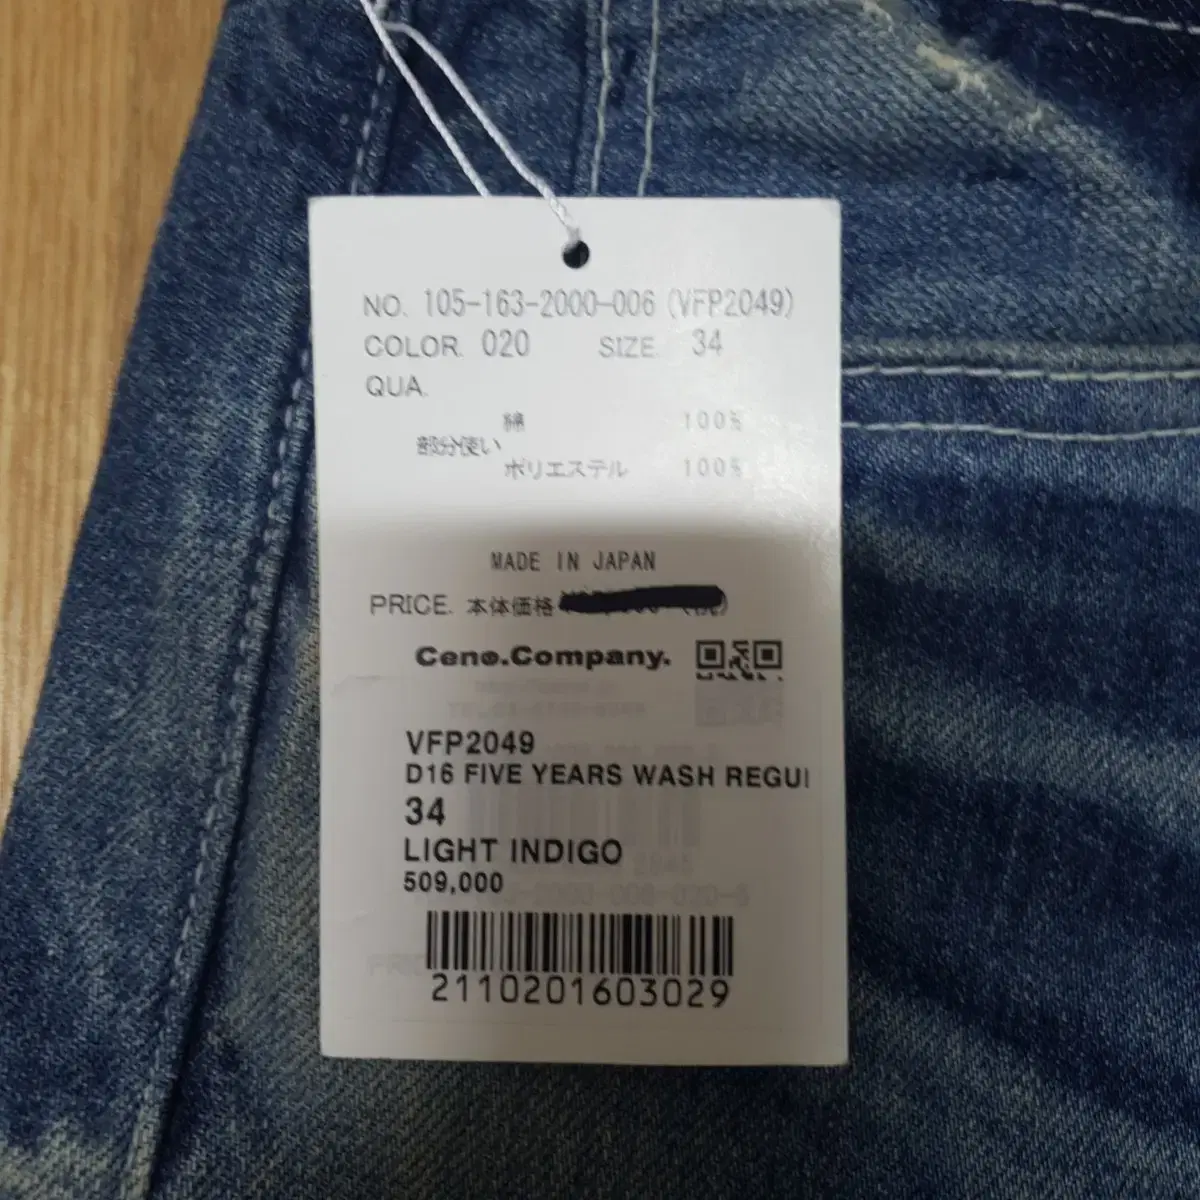 NO. 105-163-2000-006 (VFP2049)
COLOR. 020 SIZE. 34
QUA.
綿 100%
部分使い
ポリエステル 100%
MADE IN JAPAN
PRICE. 本体価格
Ceno.Company.
VFP2049
D16 FIVE YEARS WASH REGUI
34
LIGHT INDIGO
509,000
2110201603029